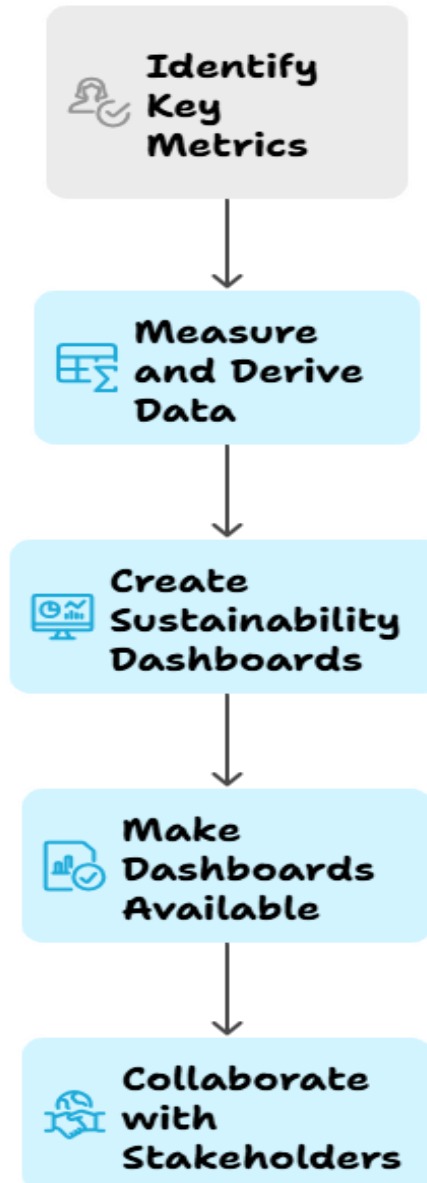 Identify
Key
Metrics
Measure
and Derive
Data
Create
Sustainability
Dashboards
Make
Dashboards
Available
Collaborate
with
Stakeholders